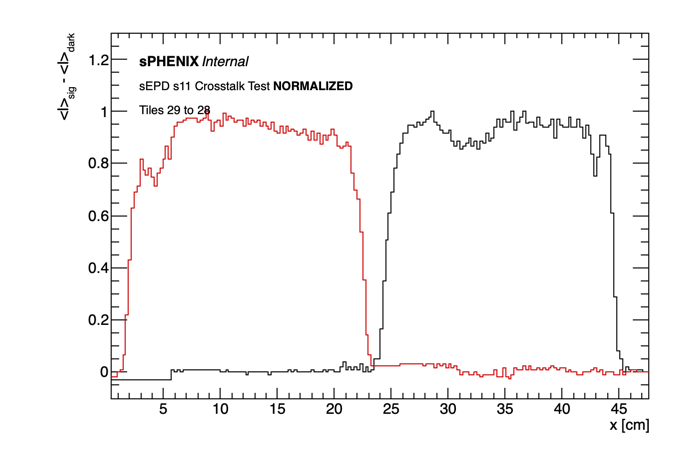 <I>sig - <I>dark
sPHENIX Internal
sEPD s11 Crosstalk Test NORMALIZED
Tiles 29 to 28
1.2
1
0.8
0.6
0.4
0.2
0
5 10 15 20 25 30 35 40 45
x [cm]